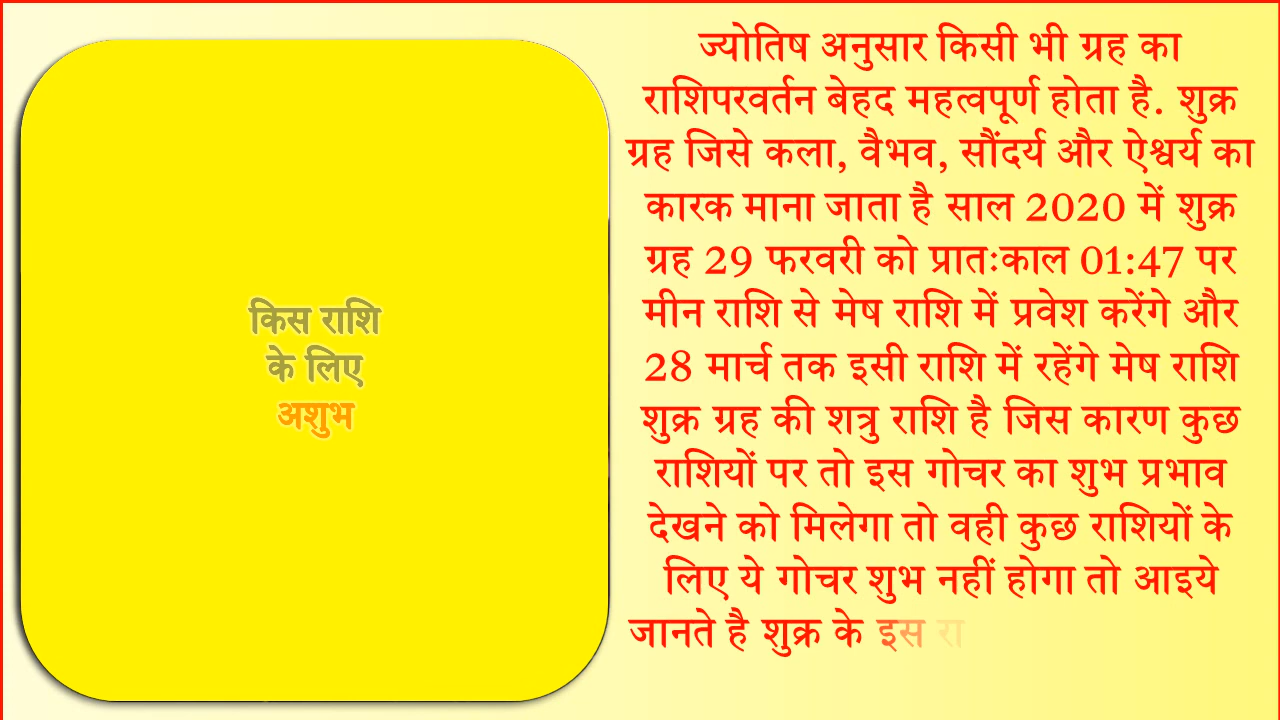 किस राशि
के लिए
अशुभ
ज्योतिष अनुसार किसी भी ग्रह का
राशिपरवर्तन बेहद महत्वपूर्ण होता है. शुक्र
ग्रह जिसे कला, वैभव, सौंदर्य और ऐश्वर्य का
कारक माना जाता है साल 2020 में शुक्र
ग्रह 29 फरवरी को प्रातःकाल 01:47 पर
मीन राशि से मेष राशि में प्रवेश करेंगे और
28 मार्च तक इसी राशि में रहेंगे मेष राशि
शुक्र ग्रह की शत्रु राशि है जिस कारण कुछ
राशियों पर तो इस गोचर का शुभ प्रभाव
देखने को मिलेगा तो वही कुछ राशियों के
लिए ये गोचर शुभ नहीं होगा तो आइये
जानते है शुक्र के इस रा